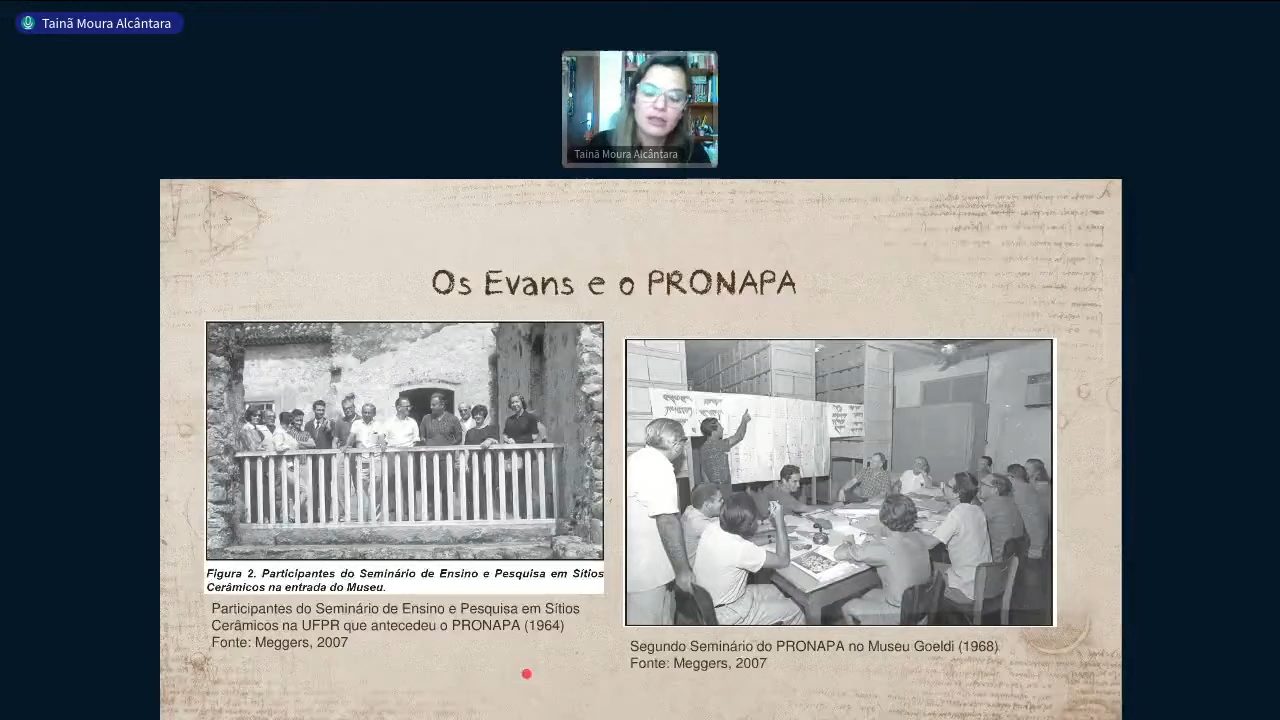 Tainã Moura Alcântara
Tainã Moura Alcântara
Os Evans e o PRONAPA
Figura 2. Participantes do Seminário de Ensino e Pesquisa em Sítios
Cerâmicos na entrada do Museu.
Participantes do Seminário de Ensino e Pesquisa em Sítios
Cerâmicos na UFPR que antecedeu o PRONAPA (1964)
Fonte: Meggers, 2007
Segundo Seminário do PRONAPA no Museu Goeldi (1968)
Fonte: Meggers, 2007